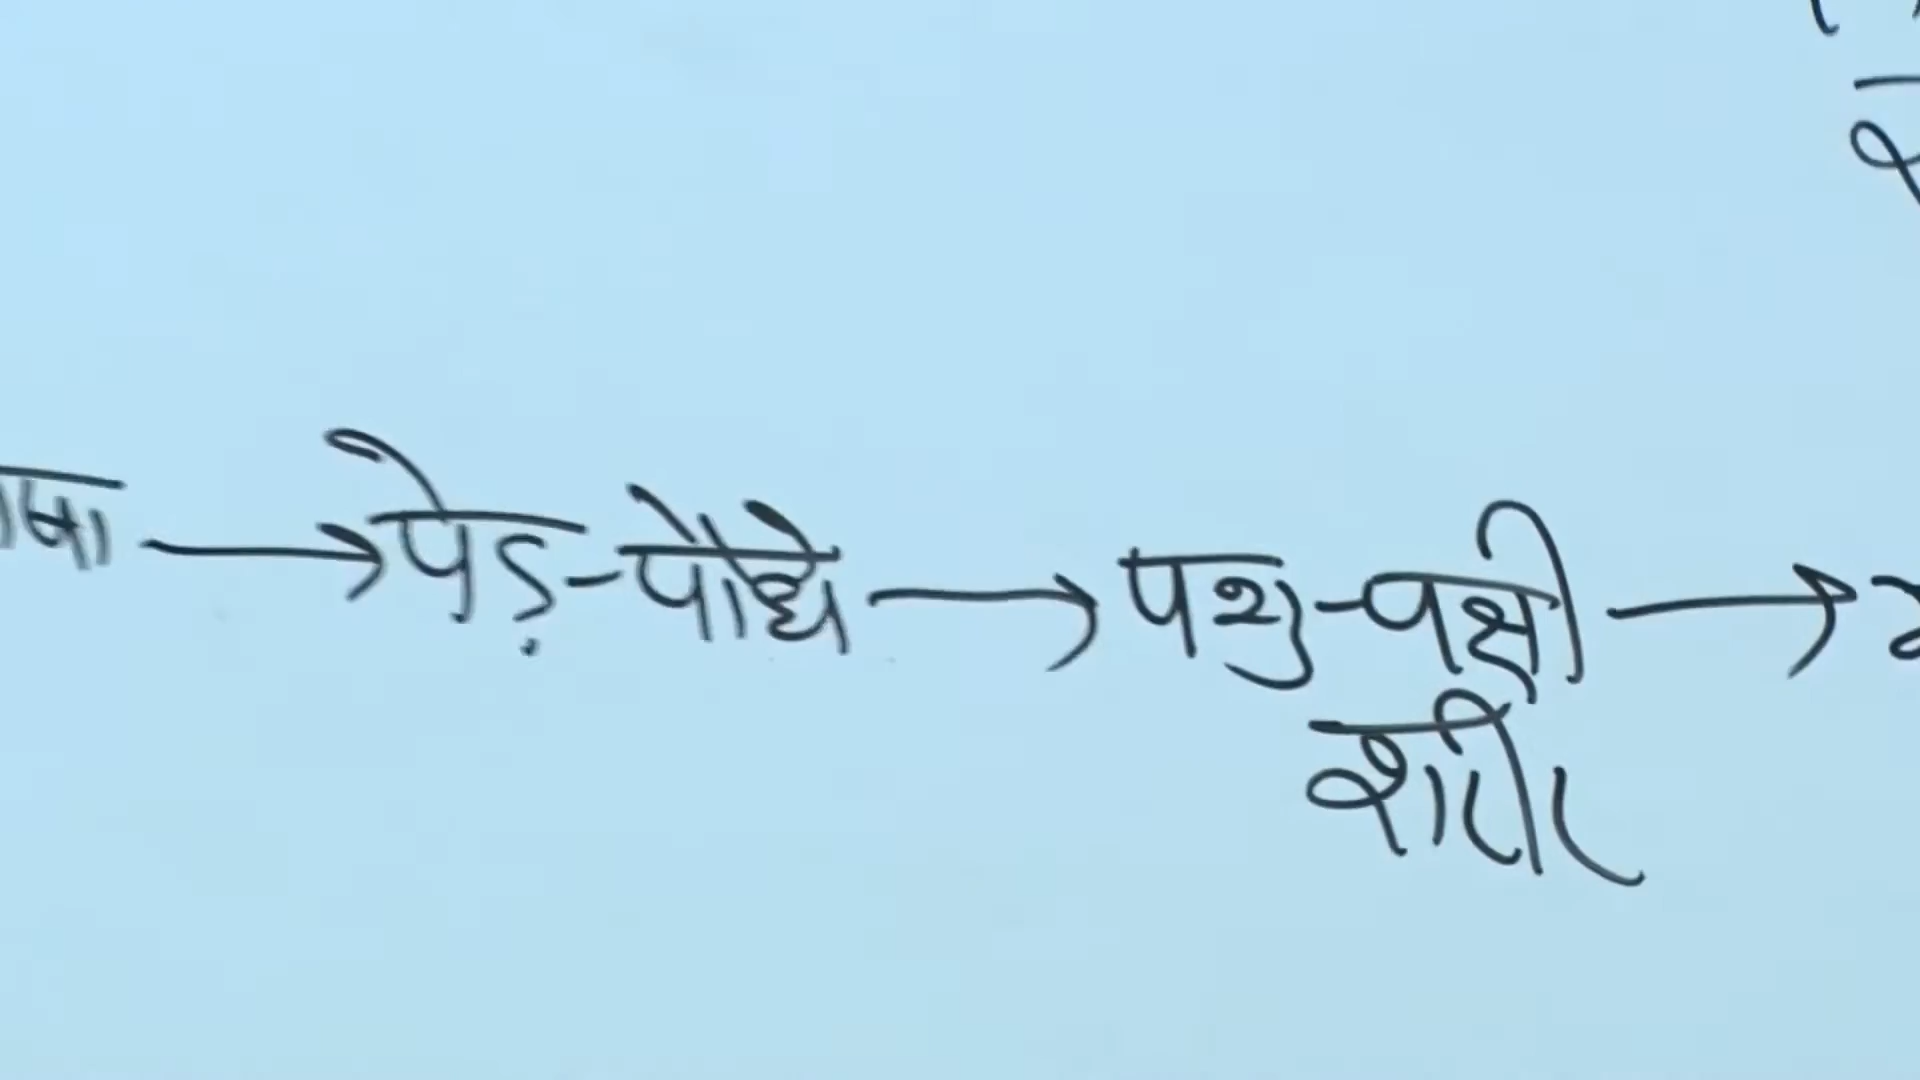 → पेड़-पौधे → पशु-पक्षी →
शरीर